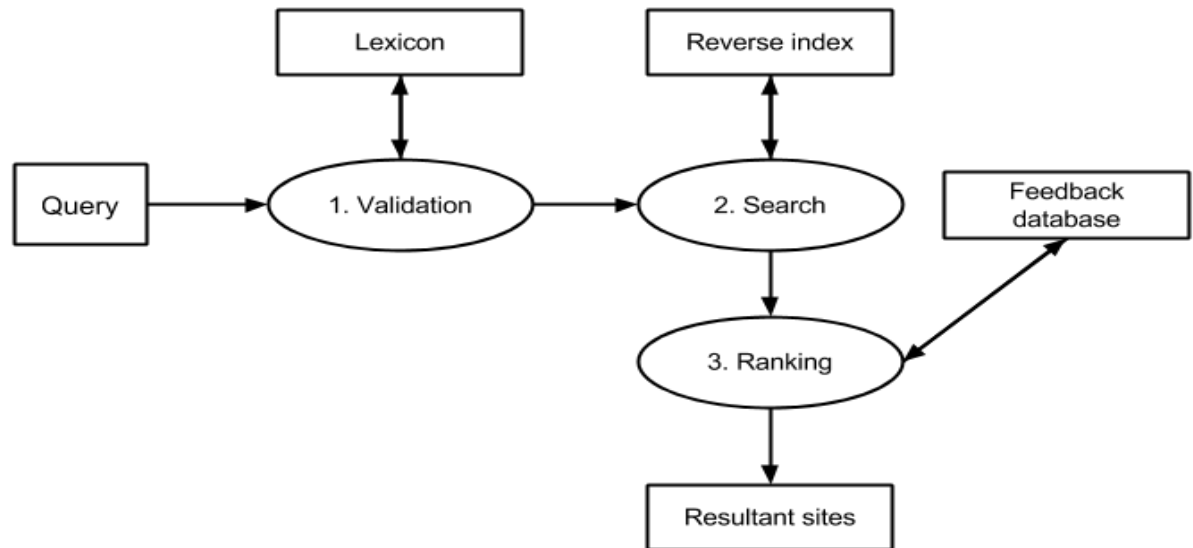 Lexicon
Reverse index
Query
1. Validation
2. Search
Feedback
database
3. Ranking
Resultant sites